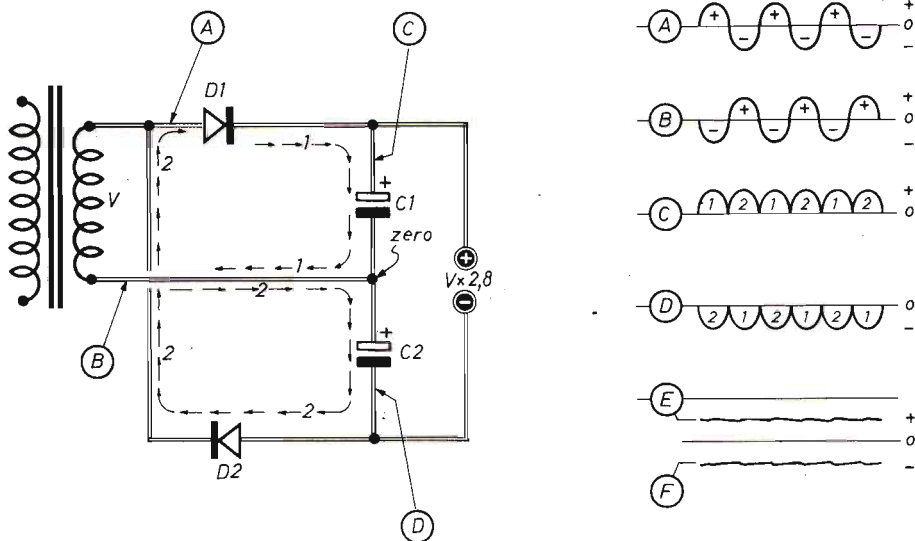 A
C
D1
1
2
V
+
C1
zero
1
2
+
V×2,8
−
B
2
+
C2
2
D2
D
A
+ − + − + −
+
o
−
B
− + − + − +
+
o
−
C
1 2 1 2 1 2
+
o
D
2 1 2 1 2 1
o
−
E
+
o
F
−